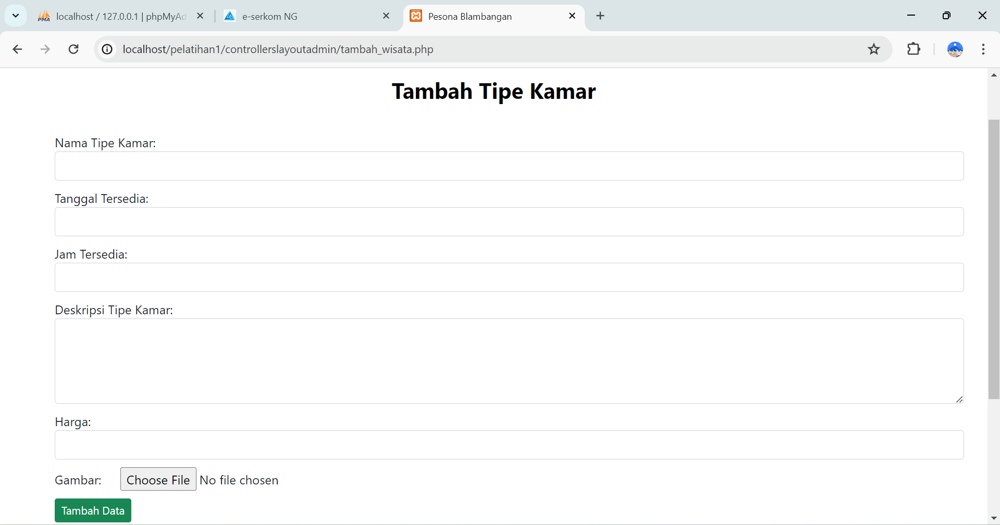 localhost / 127.0.0.1 | phpMyAd
e-serkom NG
Pesona Blambangan
localhost/pelatihan1/controllerslayoutadmin/tambah_wisata.php
Tambah Tipe Kamar
Nama Tipe Kamar:
Tanggal Tersedia:
Jam Tersedia:
Deskripsi Tipe Kamar:
Harga:
Gambar: Choose File No file chosen
Tambah Data